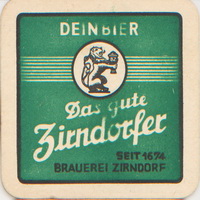 DEIN BIER
Das gute
Zirndorfer
SEIT 1674
BRAUEREI ZIRNDORF